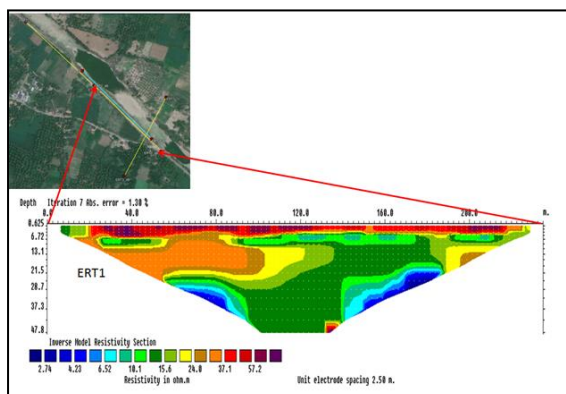 Depth Iteration 7 Abs. error = 1.30 %
0.0 40.0 80.0 120.0 160.0 200.0 m.
0.625
6.72
13.1
21.5
28.7
37.3
47.8
ERT1
Inverse Model Resistivity Section
2.74 4.23 6.52 10.1 15.6 24.0 37.1 57.2
Resistivity in ohm.m
Unit electrode spacing 2.50 m.